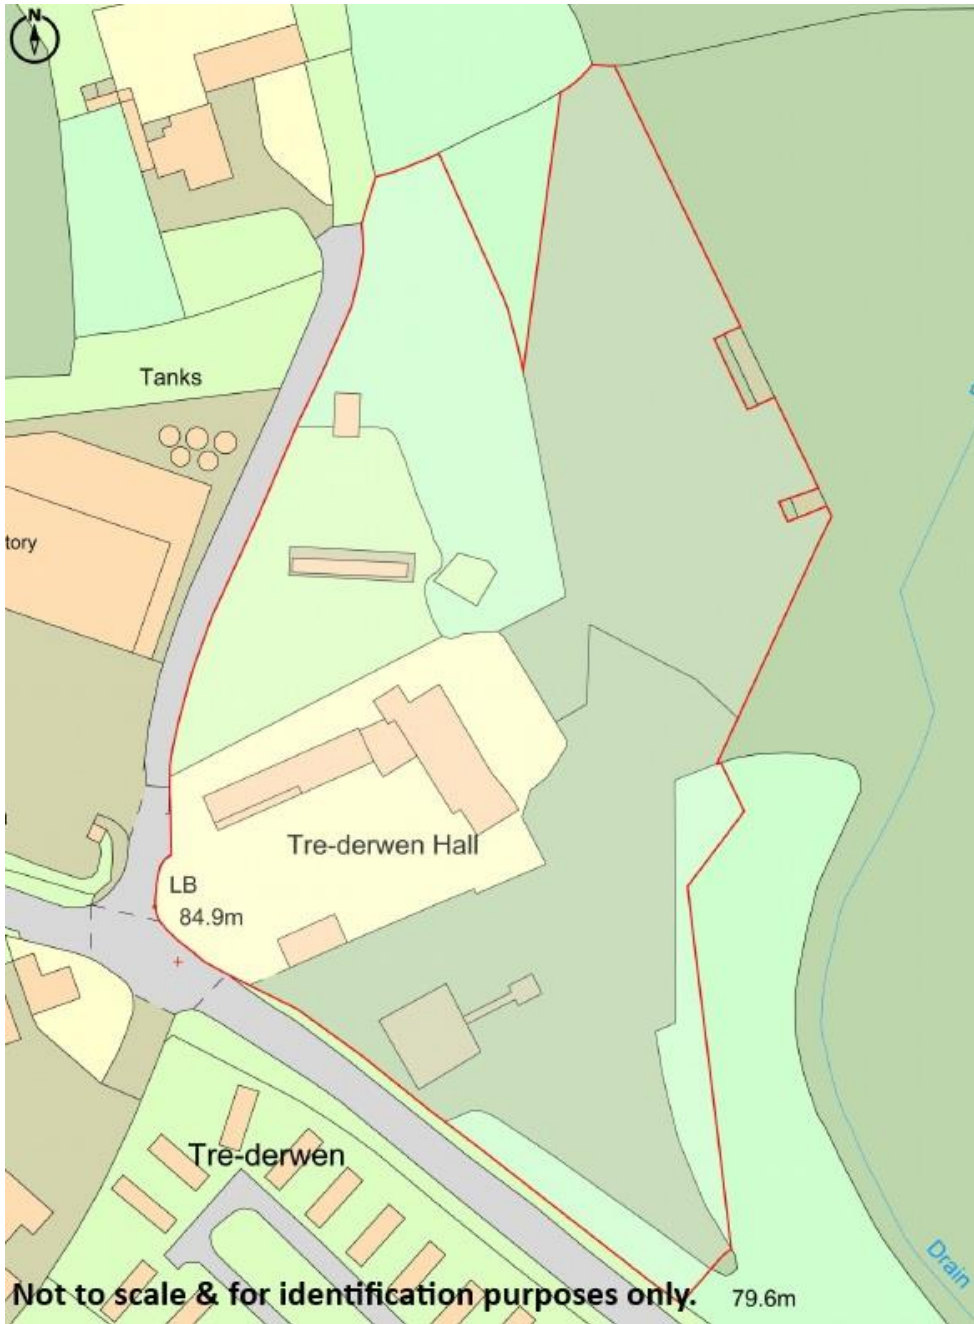 N
Tanks
tory
Tre-derwen Hall
LB
84.9m
Tre-derwen
Drain
Not to scale & for identification purposes only.
79.6m